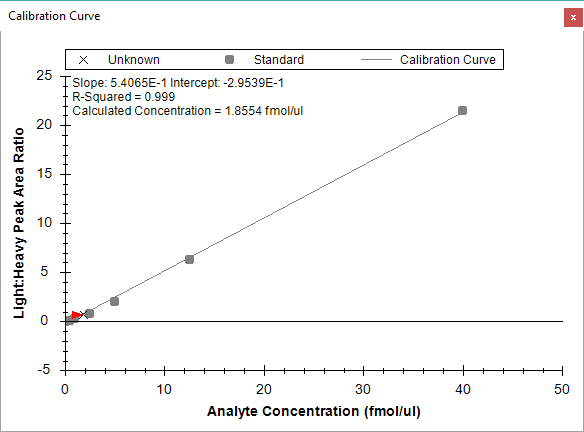 Calibration Curve
x
Unknown
Standard
Calibration Curve
Slope: 5.4065E-1 Intercept: -2.9539E-1
R-Squared = 0.999
Calculated Concentration = 1.8554 fmol/ul
Light:Heavy Peak Area Ratio
25
20
15
10
5
0
-5
0 10 20 30 40 50
Analyte Concentration (fmol/ul)